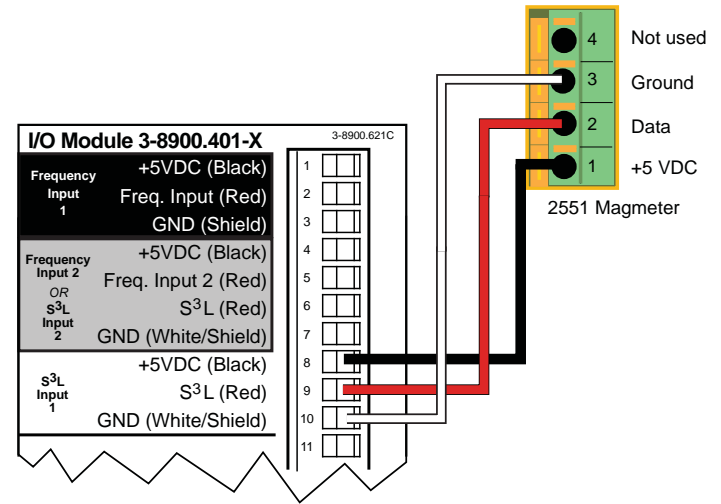 4 Not used
3 Ground
2 Data
1 +5 VDC
2551 Magmeter
I/O Module 3-8900.401-X
3-8900.621C
Frequency
Input
1
+5VDC (Black)
Freq. Input (Red)
GND (Shield)
Frequency
Input 2
OR
S³L
Input
2
+5VDC (Black)
Freq. Input 2 (Red)
S³L (Red)
GND (White/Shield)
S³L
Input
1
+5VDC (Black)
S³L (Red)
GND (White/Shield)
1
2
3
4
5
6
7
8
9
10
11